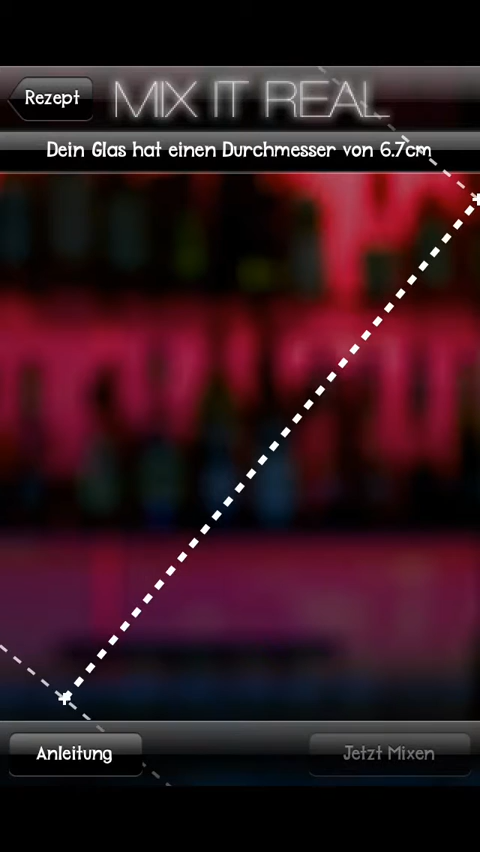 Rezept
MIX IT REAL
Dein Glas hat einen Durchmesser von 6.7cm
Anleitung
Jetzt Mixen